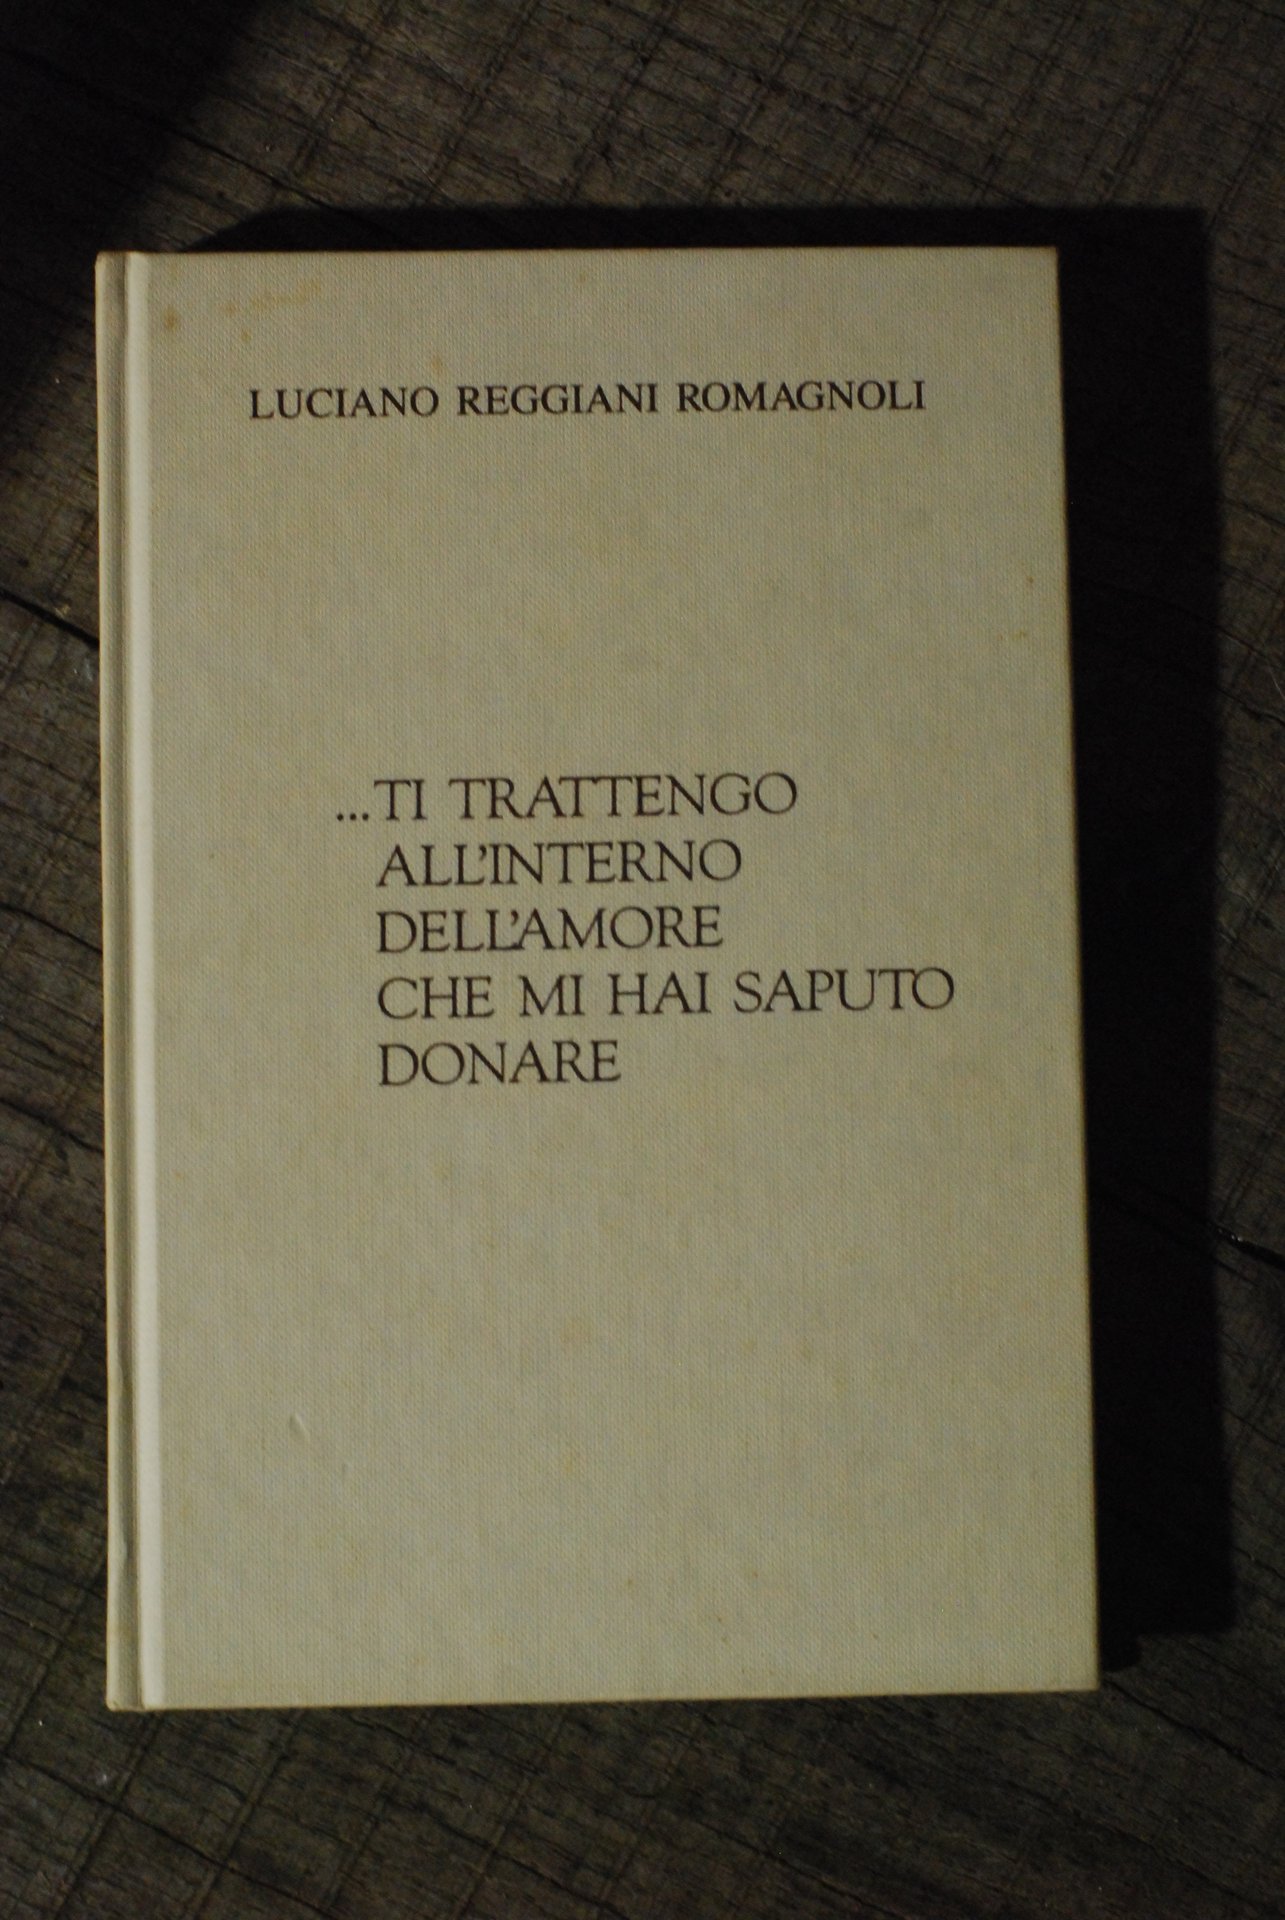 LUCIANO REGGIANI ROMAGNOLI
...TI TRATTENGO
ALL'INTERNO
DELL'AMORE
CHE MI HAI SAPUTO
DONARE